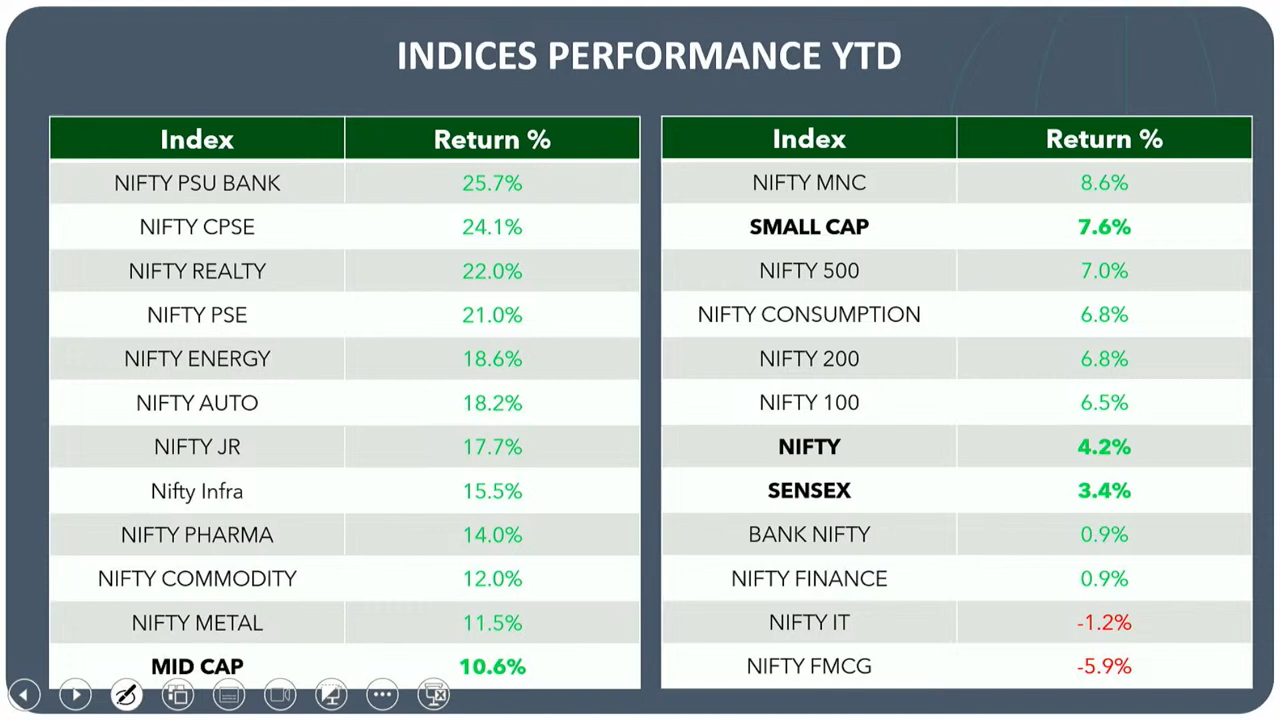 INDICES PERFORMANCE YTD
Index Return %
NIFTY PSU BANK 25.7%
NIFTY CPSE 24.1%
NIFTY REALTY 22.0%
NIFTY PSE 21.0%
NIFTY ENERGY 18.6%
NIFTY AUTO 18.2%
NIFTY JR 17.7%
Nifty Infra 15.5%
NIFTY PHARMA 14.0%
NIFTY COMMODITY 12.0%
NIFTY METAL 11.5%
MID CAP 10.6%
Index Return %
NIFTY MNC 8.6%
SMALL CAP 7.6%
NIFTY 500 7.0%
NIFTY CONSUMPTION 6.8%
NIFTY 200 6.8%
NIFTY 100 6.5%
NIFTY 4.2%
SENSEX 3.4%
BANK NIFTY 0.9%
NIFTY FINANCE 0.9%
NIFTY IT -1.2%
NIFTY FMCG -5.9%